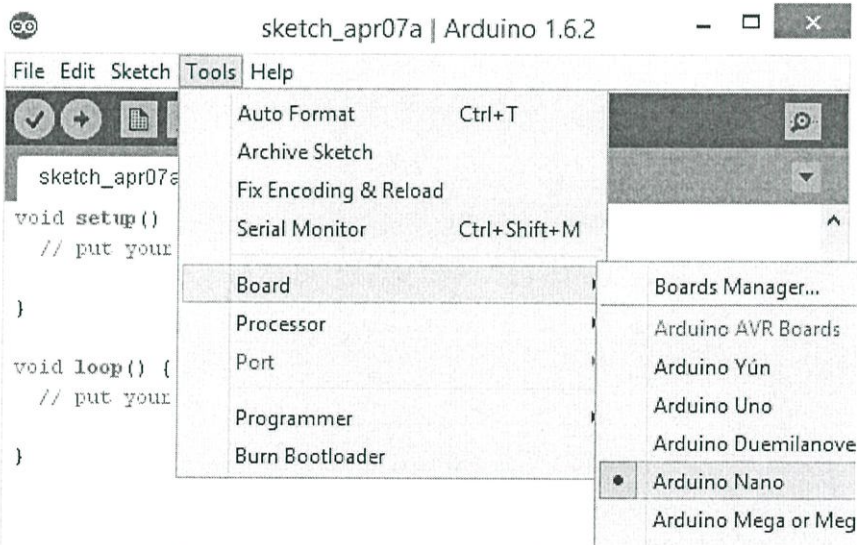 sketch_apr07a | Arduino 1.6.2
File Edit Sketch Tools Help
Auto Format Ctrl+T
Archive Sketch
Fix Encoding & Reload
Serial Monitor Ctrl+Shift+M
Board
Processor
Port
Programmer
Burn Bootloader
Boards Manager...
Arduino AVR Boards
Arduino Yún
Arduino Uno
Arduino Duemilanove
Arduino Nano
Arduino Mega or Meg
sketch_apr07a
void setup()
// put your
}
void loop() {
// put your
}